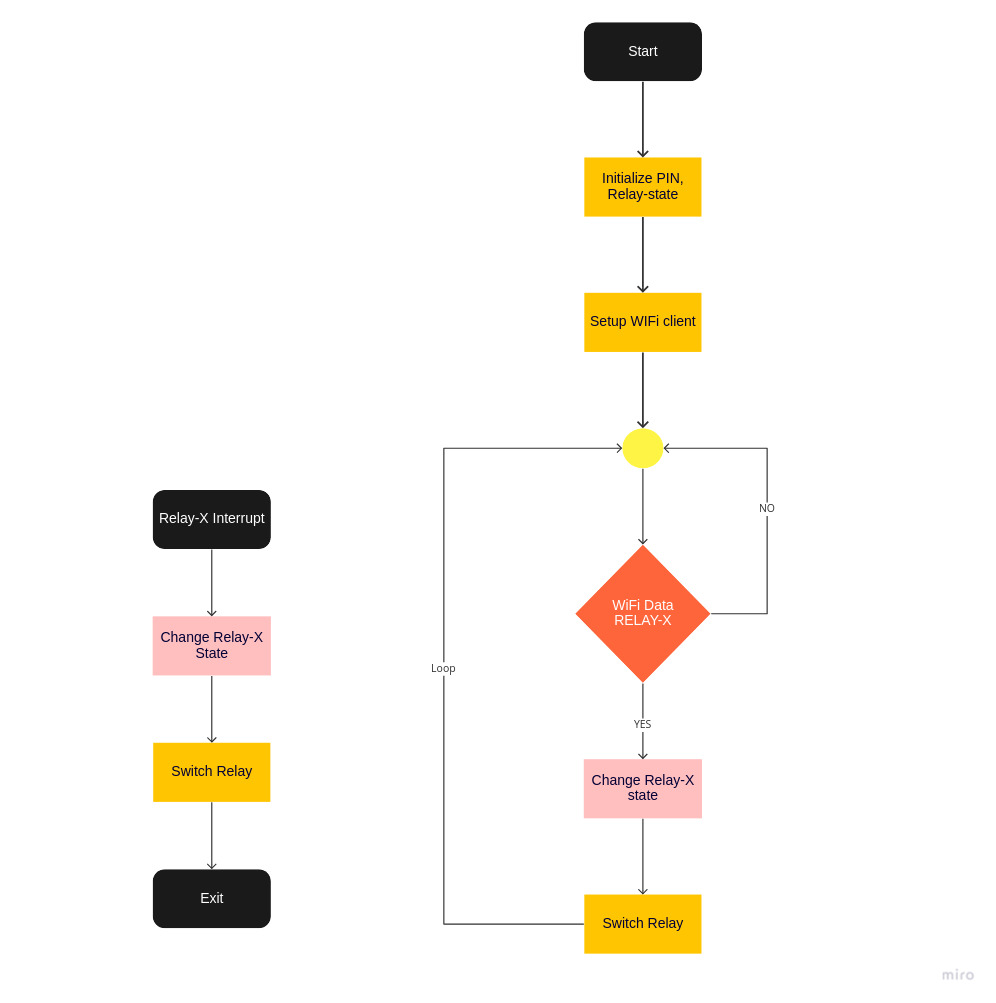 Start
Initialize PIN,
Relay-state
Setup WIFi client
NO
WiFi Data
RELAY-X
Loop
YES
Change Relay-X
state
Switch Relay
Relay-X Interrupt
Change Relay-X
State
Switch Relay
Exit
miro